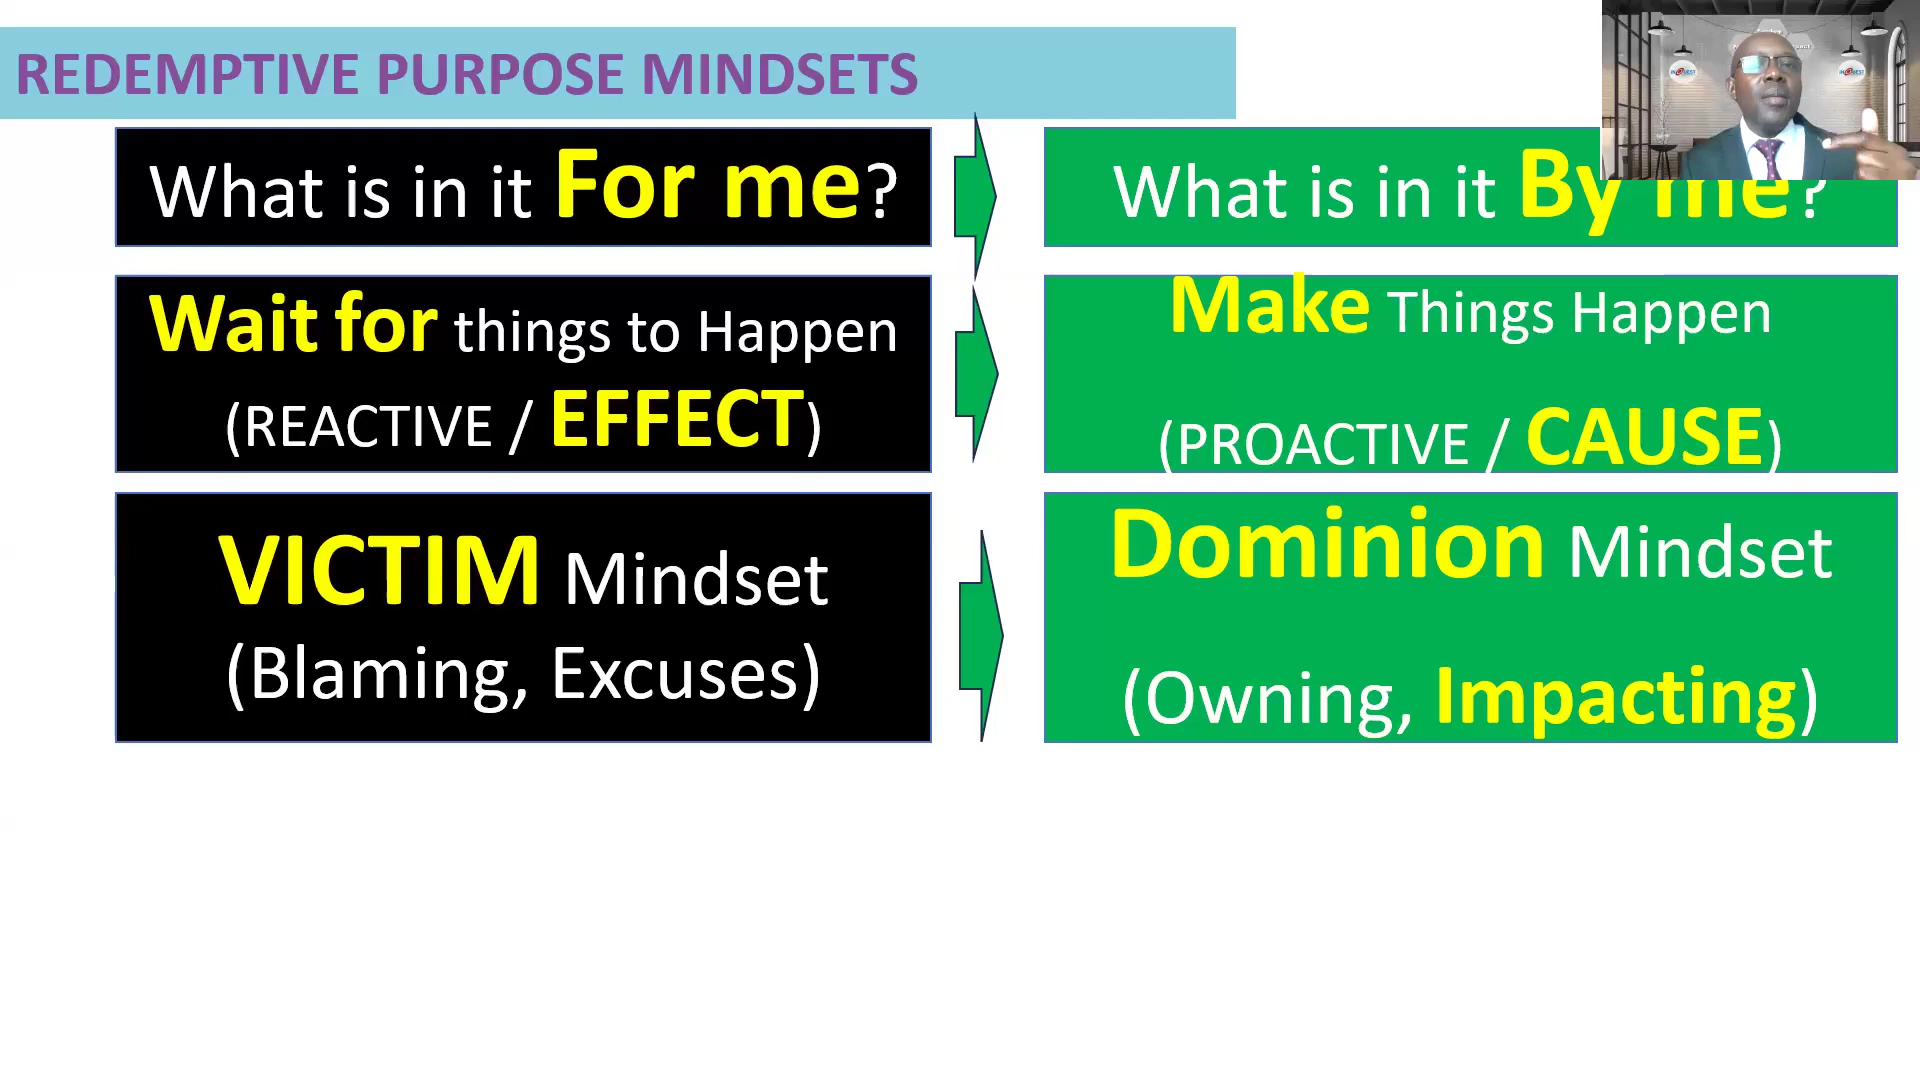 REDEMPTIVE PURPOSE MINDSETS
What is in it For me?
What is in it By me?
Wait for things to Happen
(REACTIVE / EFFECT)
Make Things Happen
(PROACTIVE / CAUSE)
VICTIM Mindset
(Blaming, Excuses)
Dominion Mindset
(Owning, Impacting)